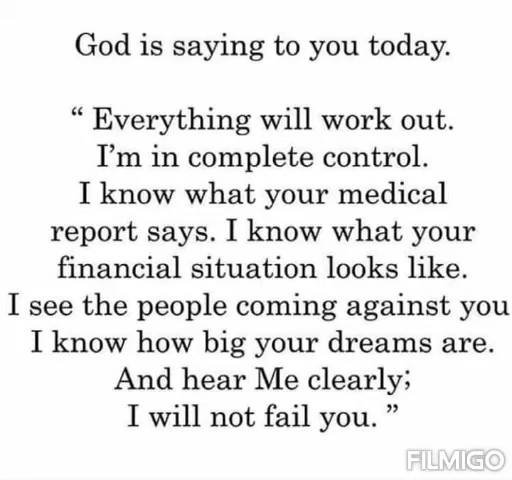 God is saying to you today.
“ Everything will work out.
I’m in complete control.
I know what your medical
report says. I know what your
financial situation looks like.
I see the people coming against you
I know how big your dreams are.
And hear Me clearly;
I will not fail you. ”
FILMIGO